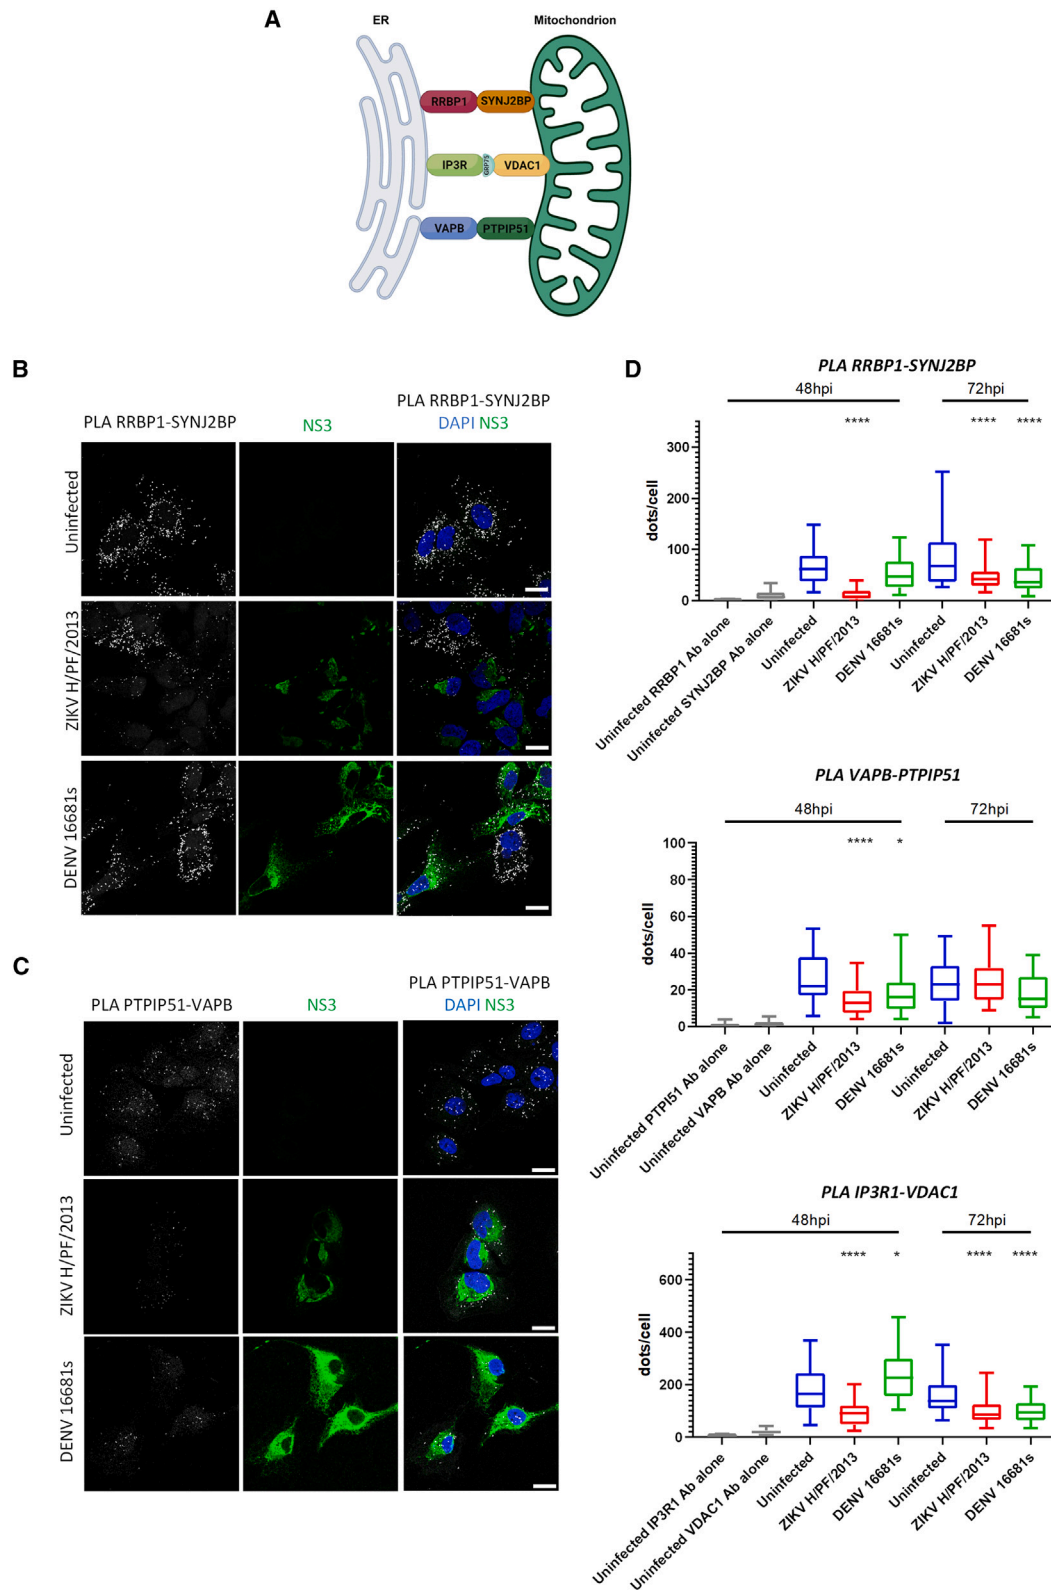 A
ER
Mitochondrion
RRBP1
SYNJ2BP
IP3R
GRP75
VDAC1
VAPB
PTPIP51
B
PLA RRBP1-SYNJ2BP
NS3
PLA RRBP1-SYNJ2BP
DAPI NS3
Uninfected
ZIKV H/PF/2013
DENV 16681s
C
PLA PTPIP51-VAPB
NS3
PLA PTPIP51-VAPB
DAPI NS3
Uninfected
ZIKV H/PF/2013
DENV 16681s
D
PLA RRBP1-SYNJ2BP
48hpi
72hpi
****
****
****
dots/cell
300
200
100
0
Uninfected RRBP1 Ab alone
Uninfected SYNJ2BP Ab alone
Uninfected
ZIKV H/PF/2013
DENV 16681s
Uninfected
ZIKV H/PF/2013
DENV 16681s
PLA VAPB-PTPIP51
48hpi
72hpi
****
*
dots/cell
100
80
60
40
20
0
Uninfected PTPI51 Ab alone
Uninfected VAPB Ab alone
Uninfected
ZIKV H/PF/2013
DENV 16681s
Uninfected
ZIKV H/PF/2013
DENV 16681s
PLA IP3R1-VDAC1
48hpi
72hpi
****
*
****
****
dots/cell
600
400
200
0
Uninfected IP3R1 Ab alone
Uninfected VDAC1 Ab alone
Uninfected
ZIKV H/PF/2013
DENV 16681s
Uninfected
ZIKV H/PF/2013
DENV 16681s